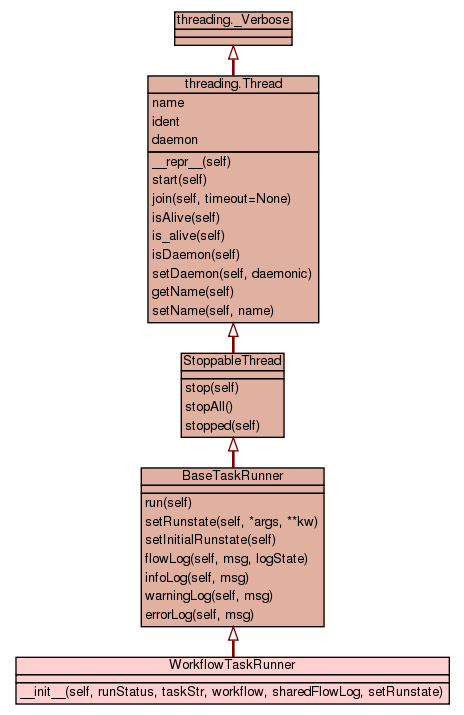 threading._Verbose
threading.Thread
name
ident
daemon
__repr__(self)
start(self)
join(self, timeout=None)
isAlive(self)
is_alive(self)
isDaemon(self)
setDaemon(self, daemonic)
getName(self)
setName(self, name)
StoppableThread
stop(self)
stopAll()
stopped(self)
BaseTaskRunner
run(self)
setRunstate(self, *args, **kw)
setInitialRunstate(self)
flowLog(self, msg, logState)
infoLog(self, msg)
warningLog(self, msg)
errorLog(self, msg)
WorkflowTaskRunner
__init__(self, runStatus, taskStr, workflow, sharedFlowLog, setRunstate)